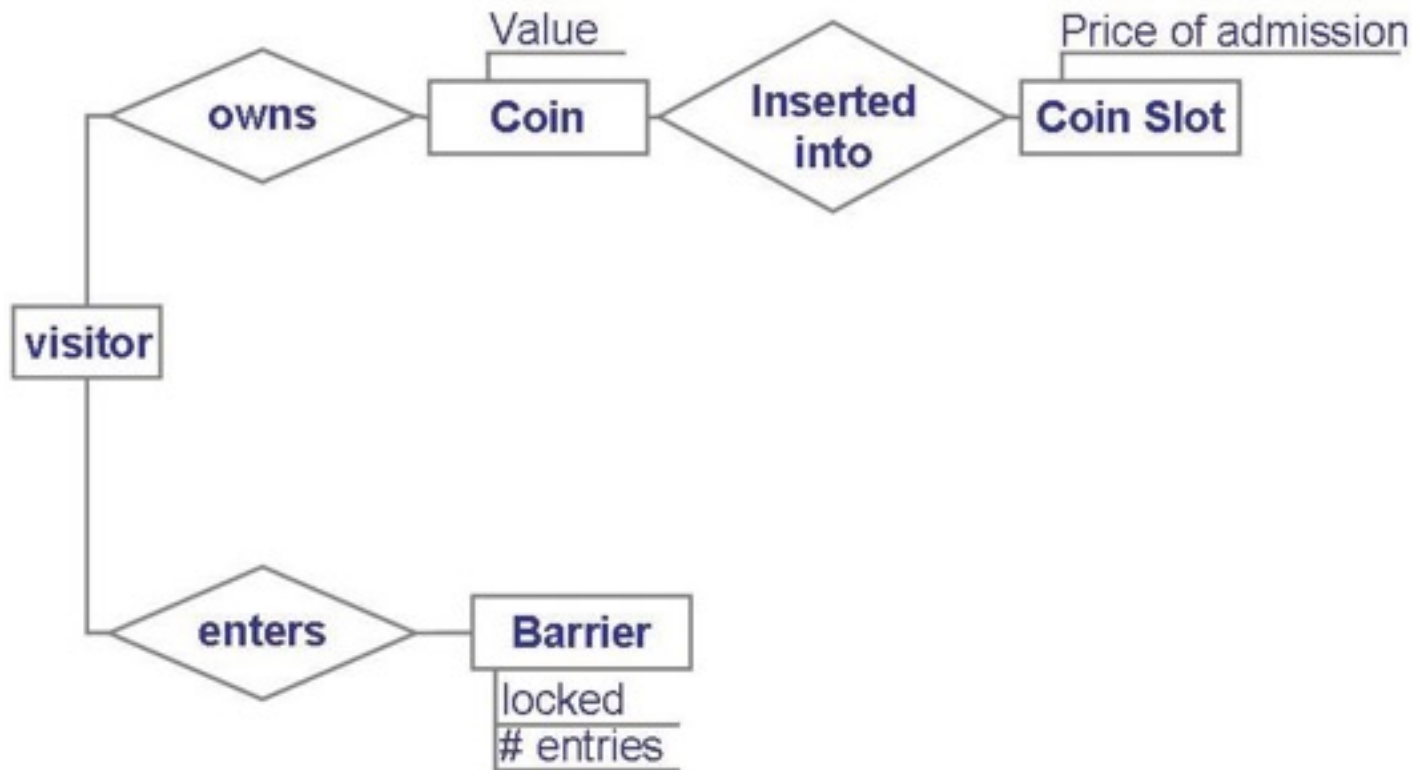 Value
Price of admission
owns
Coin
Inserted
into
Coin Slot
visitor
enters
Barrier
locked
# entries